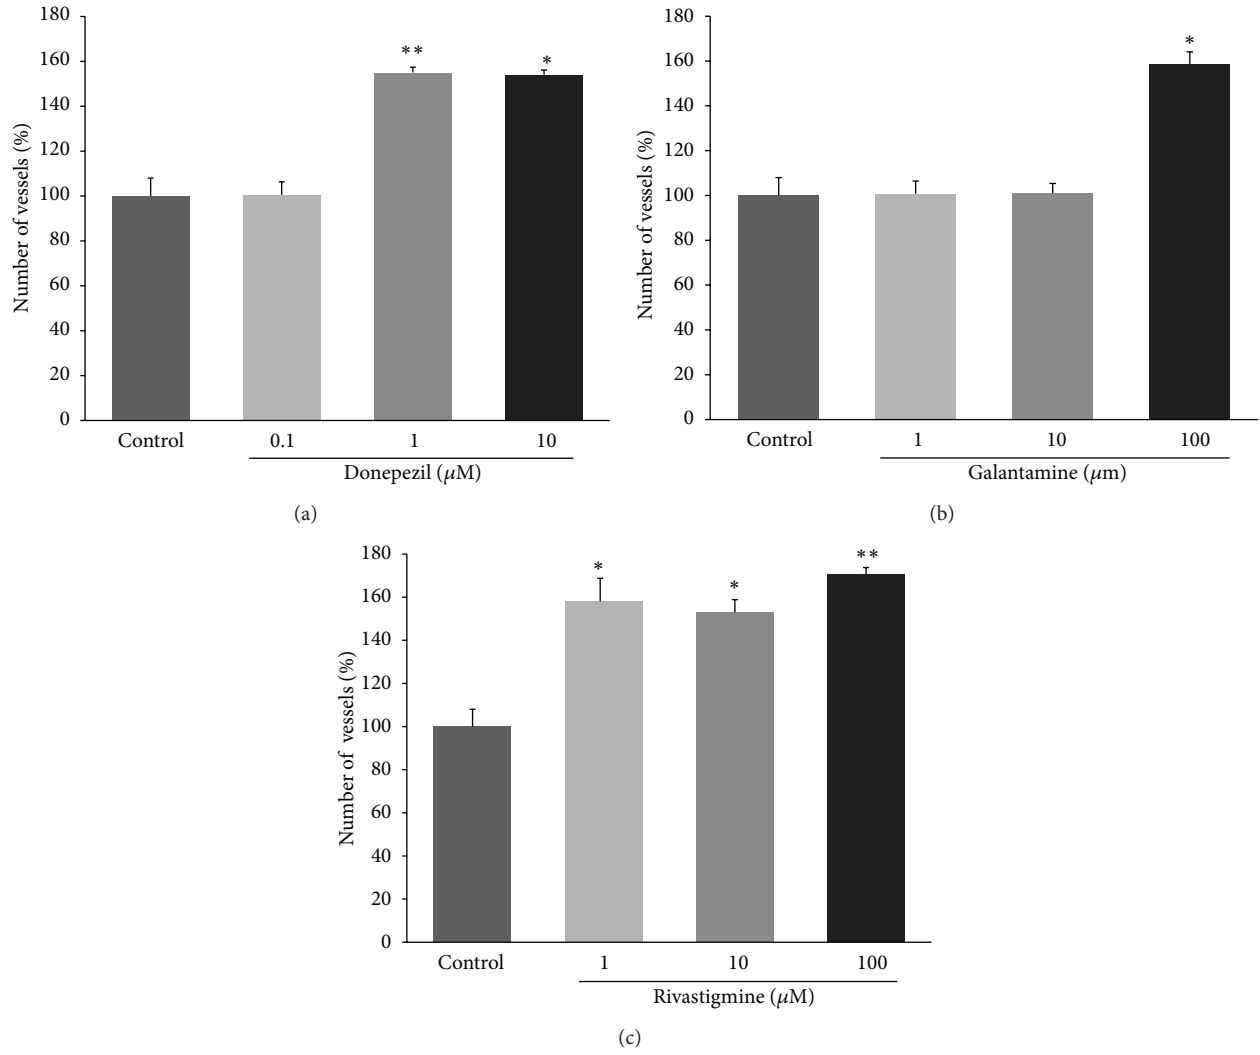 180
160
140
120
100
80
60
40
20
0
Number of vessels (%)
** *
Control 0.1 1 10
Donepezil (μM)
(a)
180
160
140
120
100
80
60
40
20
0
Number of vessels (%)
*
Control 1 10 100
Galantamine (μm)
(b)
180
160
140
120
100
80
60
40
20
0
Number of vessels (%)
* * **
Control 1 10 100
Rivastigmine (μM)
(c)